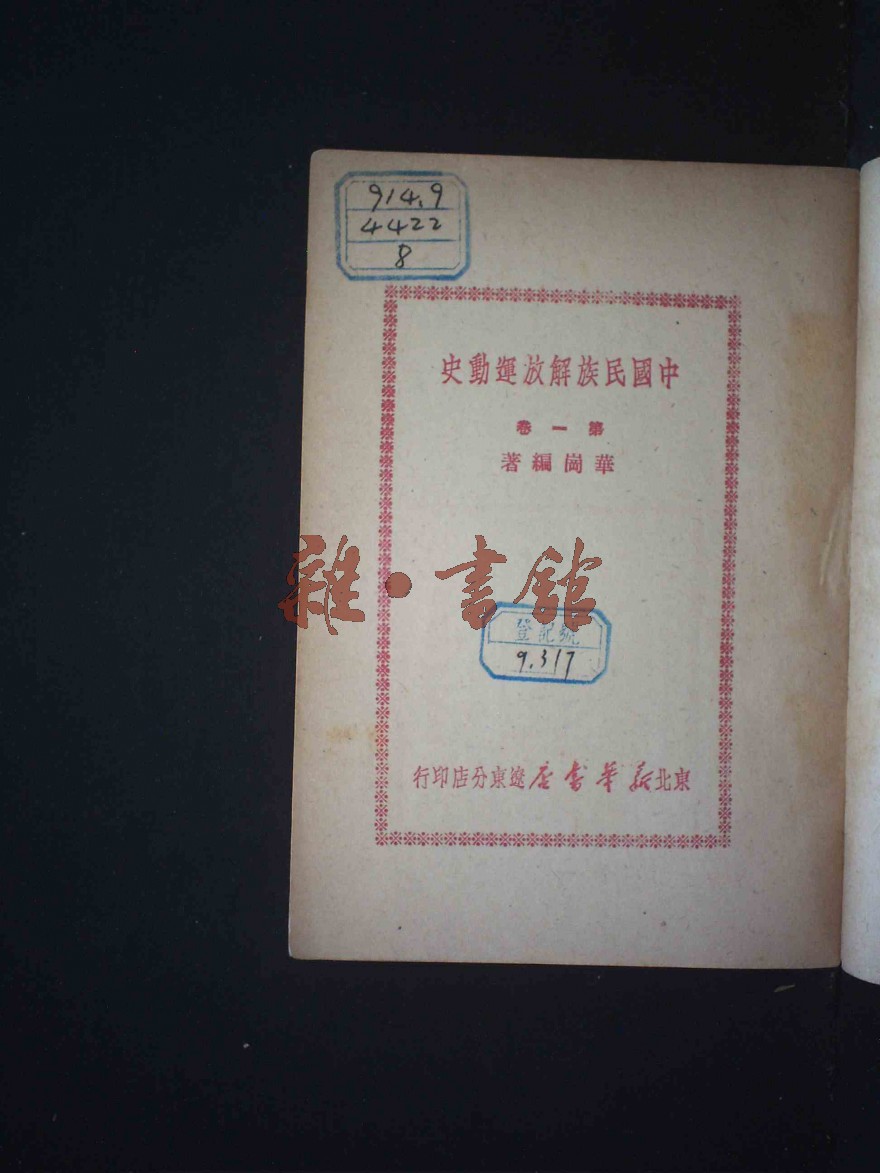 914.9
4422
8
中國民族解放運動史
第一卷
華崗編著
雜·書館
登記號
9.317
東北新華書店遼東分店印行